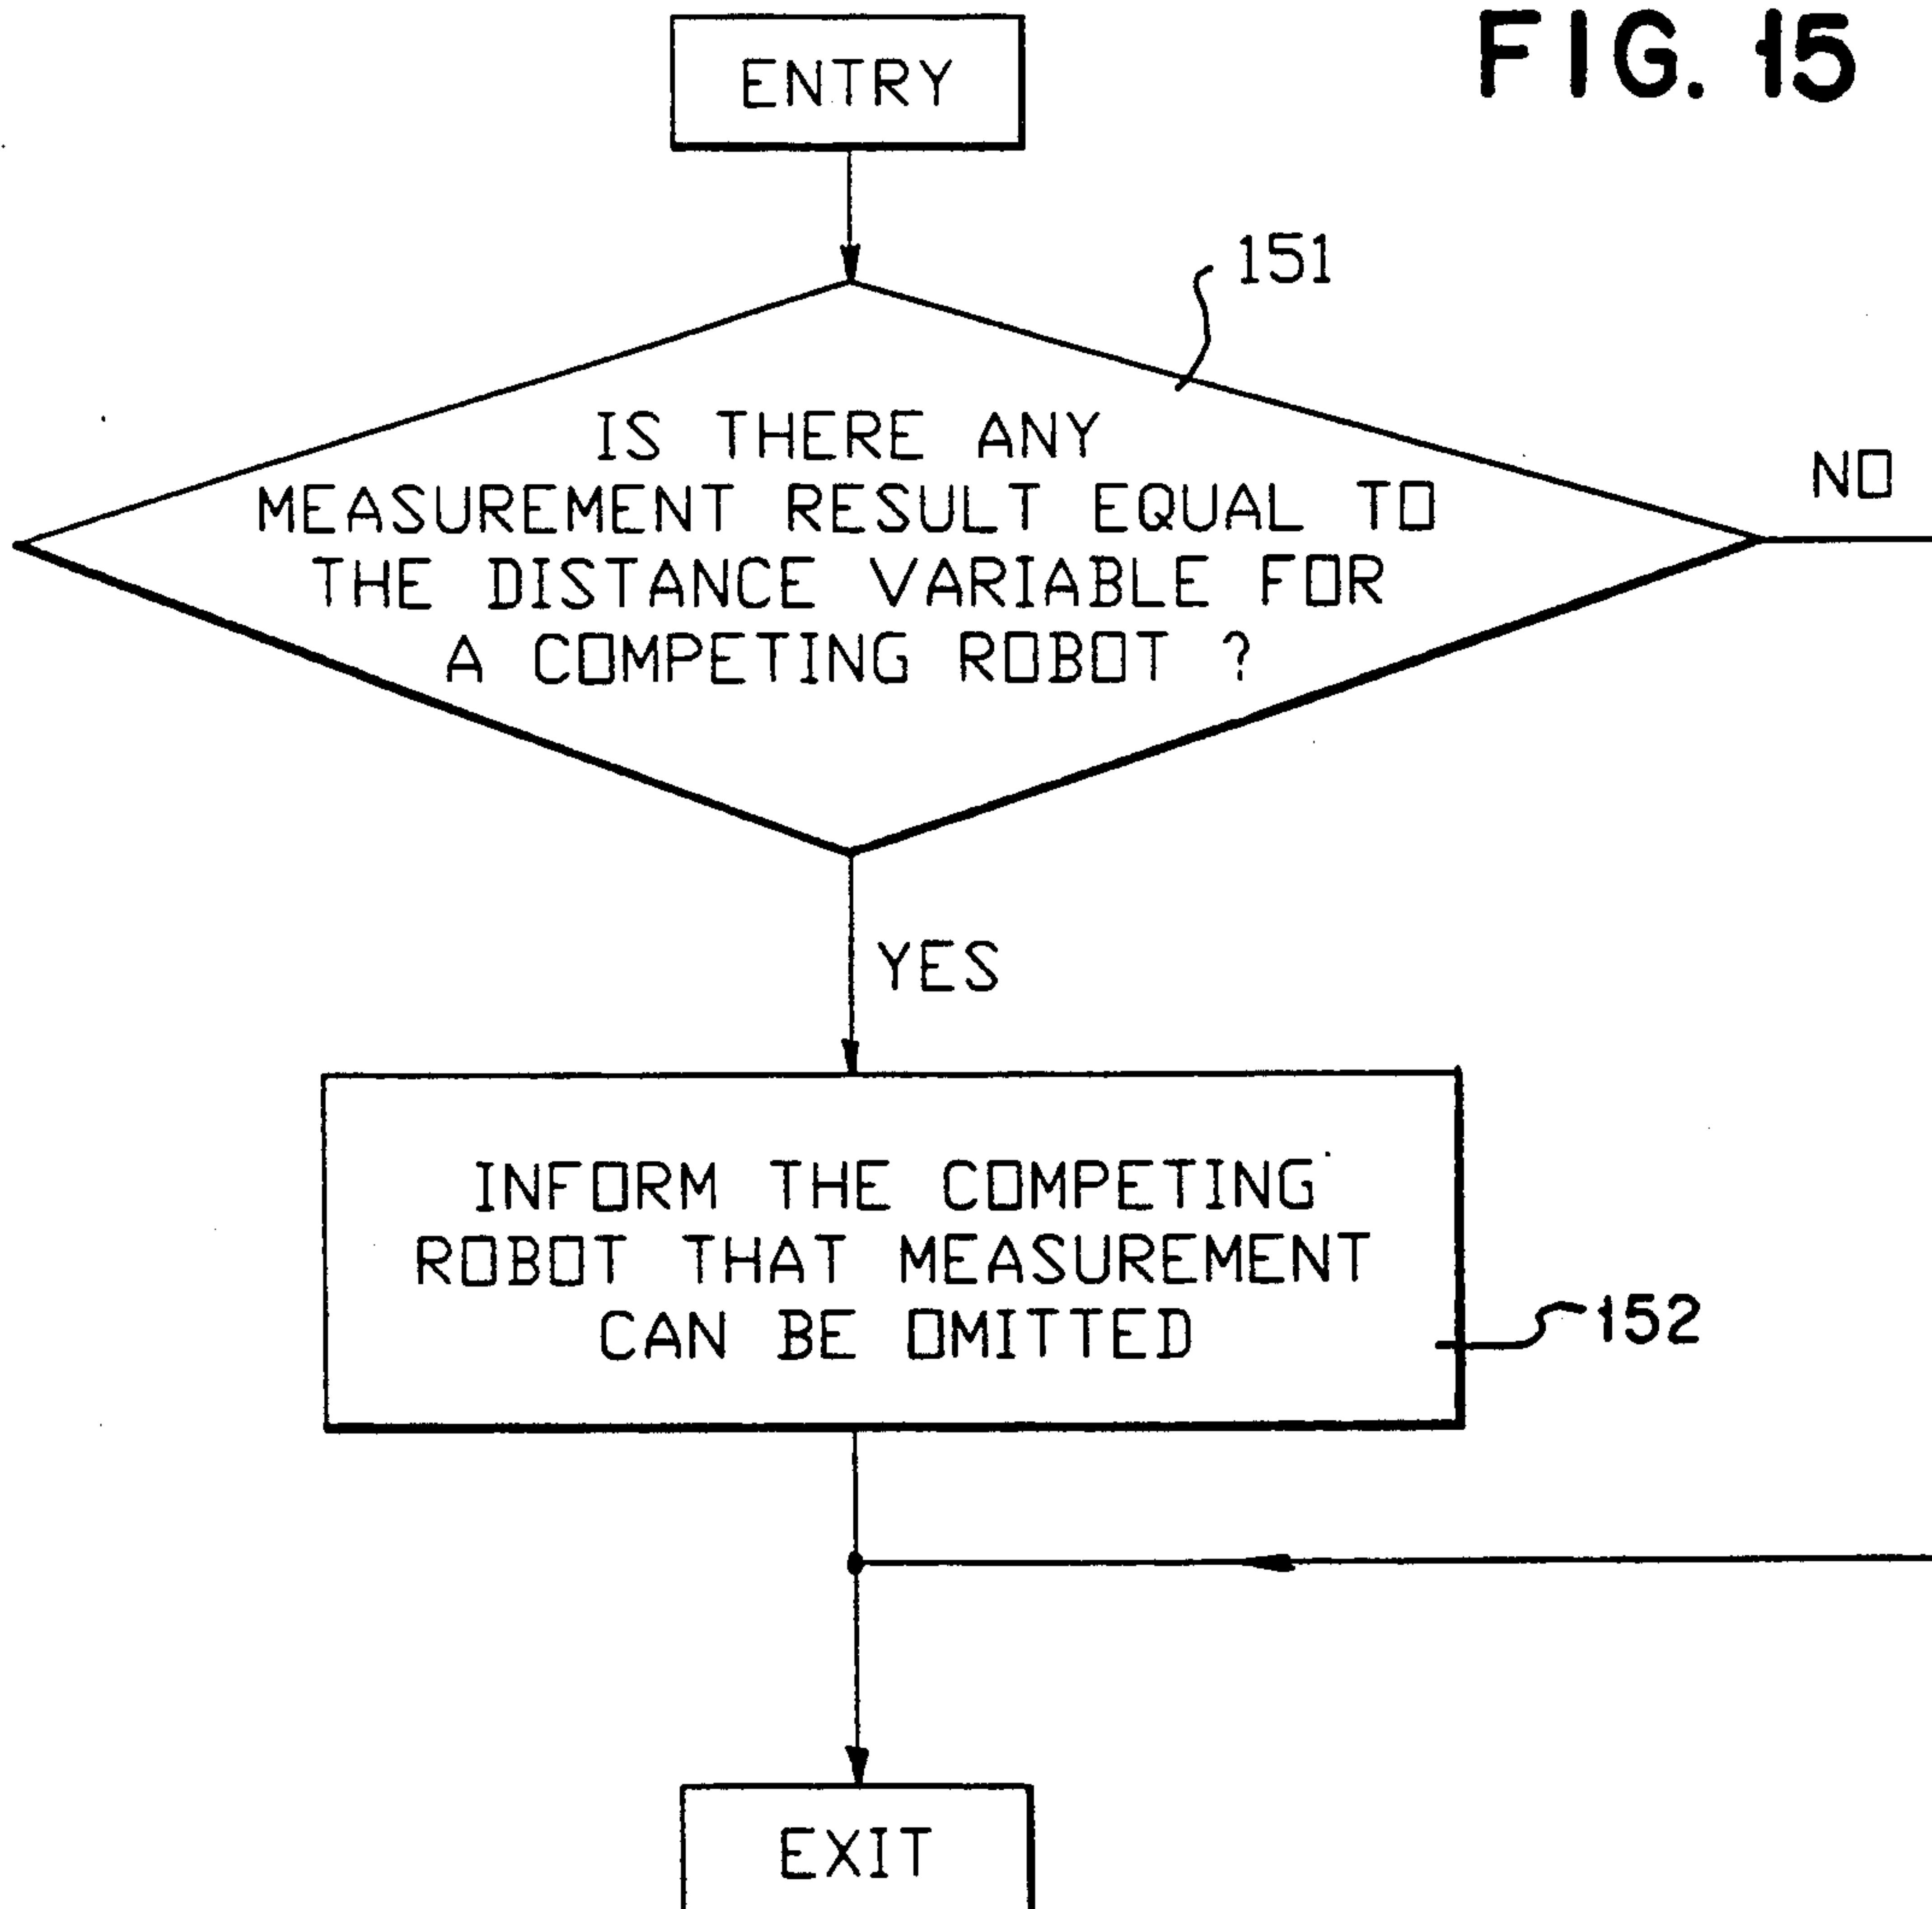 FIG. 15
ENTRY
151
IS THERE ANY
MEASUREMENT RESULT EQUAL TO
THE DISTANCE VARIABLE FOR
A COMPETING ROBOT ?
NO
YES
INFORM THE COMPETING
ROBOT THAT MEASUREMENT
CAN BE OMITTED
152
EXIT